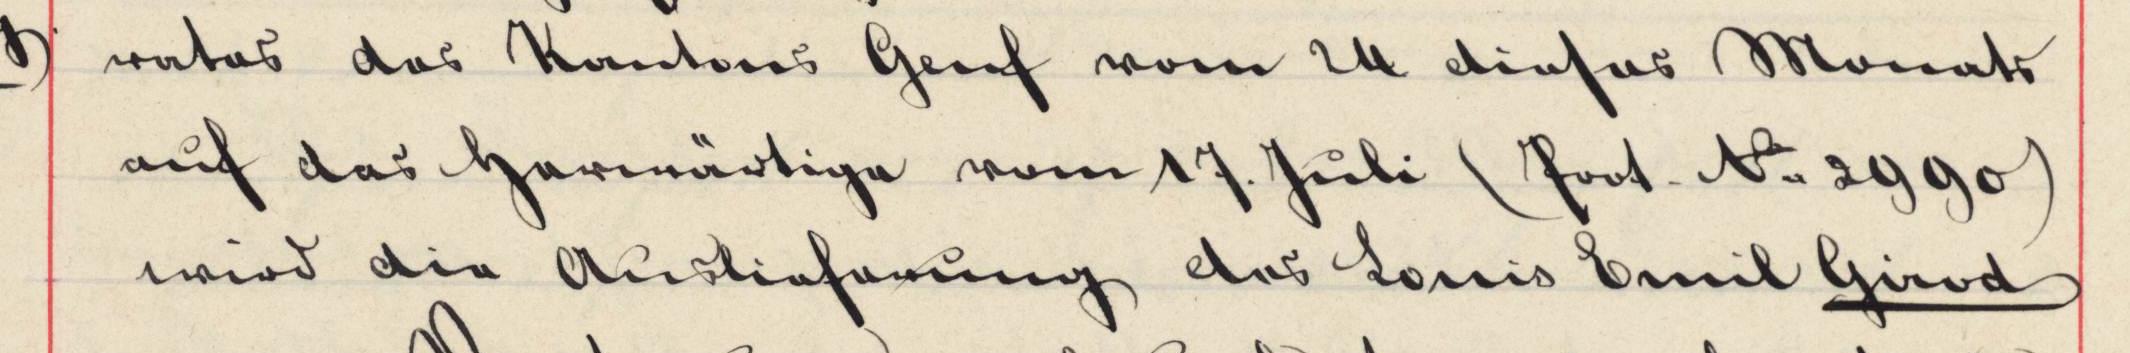 rates des Kantons Genf vom 24 dieses Monats
auf das herwärtige vom 17. Juli (Prot. No. 2990)
wird die Auslieferung des Louis Emil Girod